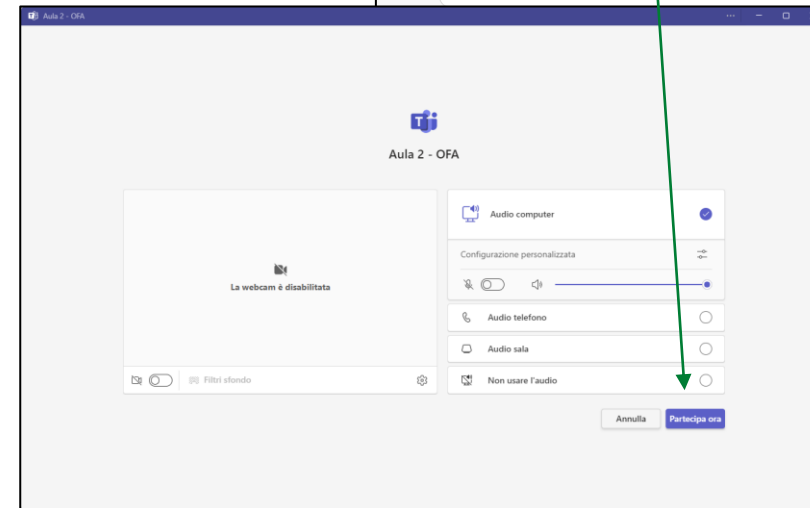 Aula 2 - OFA
Aula 2 - OFA
La webcam è disabilitata
Filtri sfondo
Audio computer
Configurazione personalizzata
Audio telefono
Audio sala
Non usare l'audio
Annulla
Partecipa ora